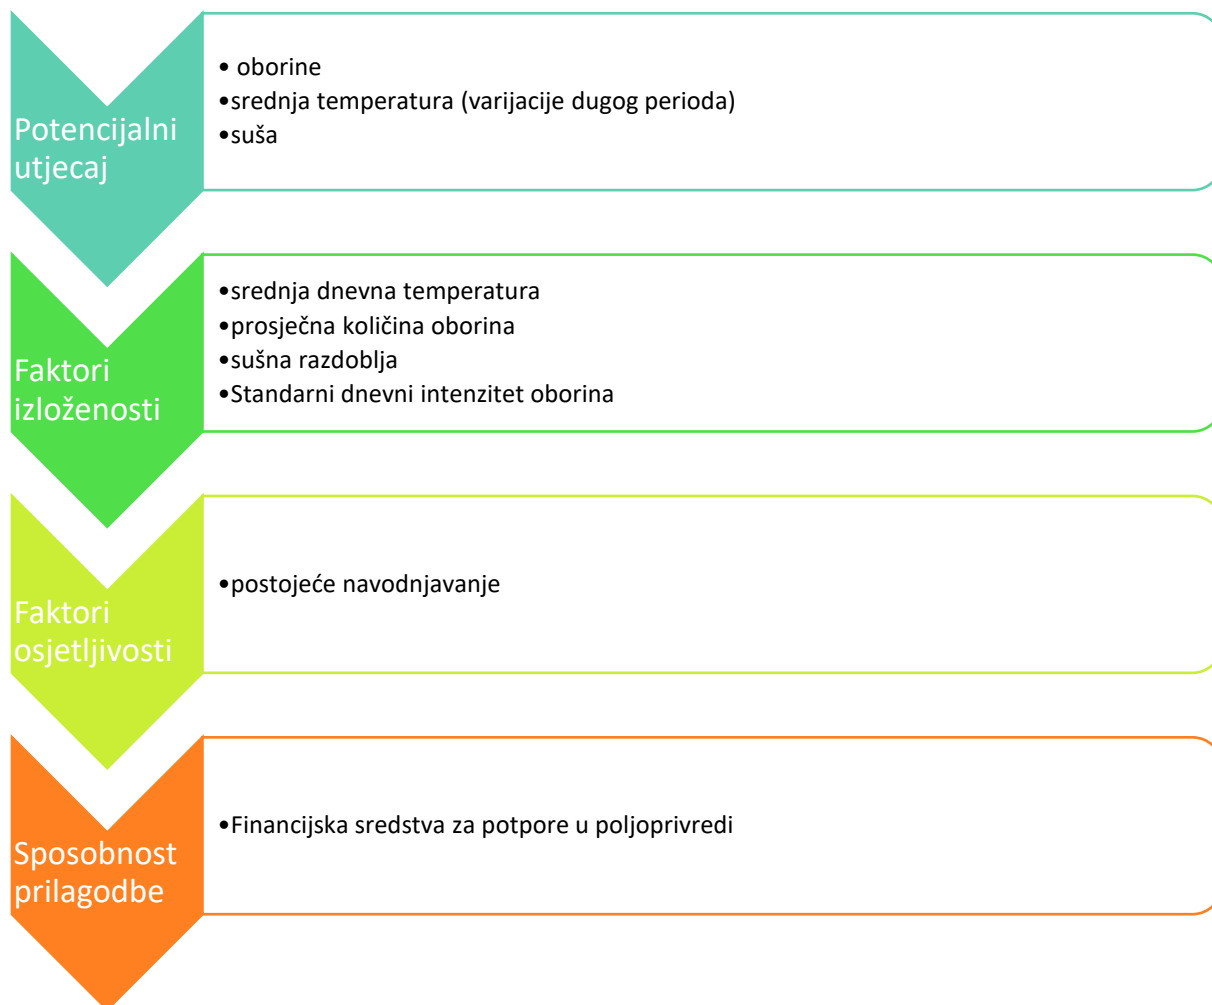 Potencijalni
utjecaj
• oborine
•srednja temperatura (varijacije dugog perioda)
•suša
Faktori
izloženosti
•srednja dnevna temperatura
•prosječna količina oborina
•sušna razdoblja
•Standarni dnevni intenzitet oborina
Faktori
osjetljivosti
•postojeće navodnjavanje
Sposobnost
prilagodbe
•Financijska sredstva za potpore u poljoprivredi